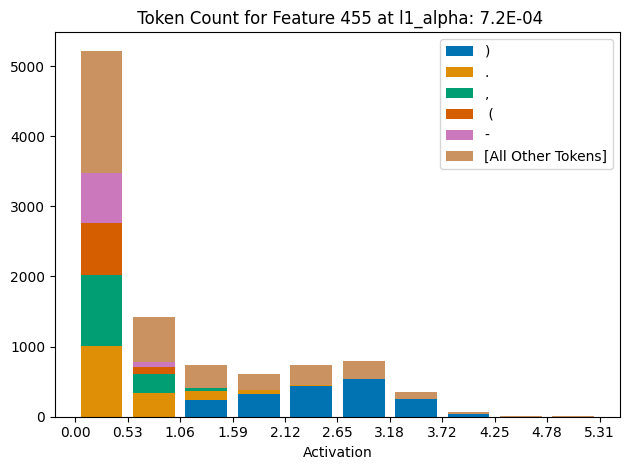 Token Count for Feature 455 at l1_alpha: 7.2E-04
)
.
,
(
-
[All Other Tokens]
5000
4000
3000
2000
1000
0
0.00 0.53 1.06 1.59 2.12 2.65 3.18 3.72 4.25 4.78 5.31
Activation